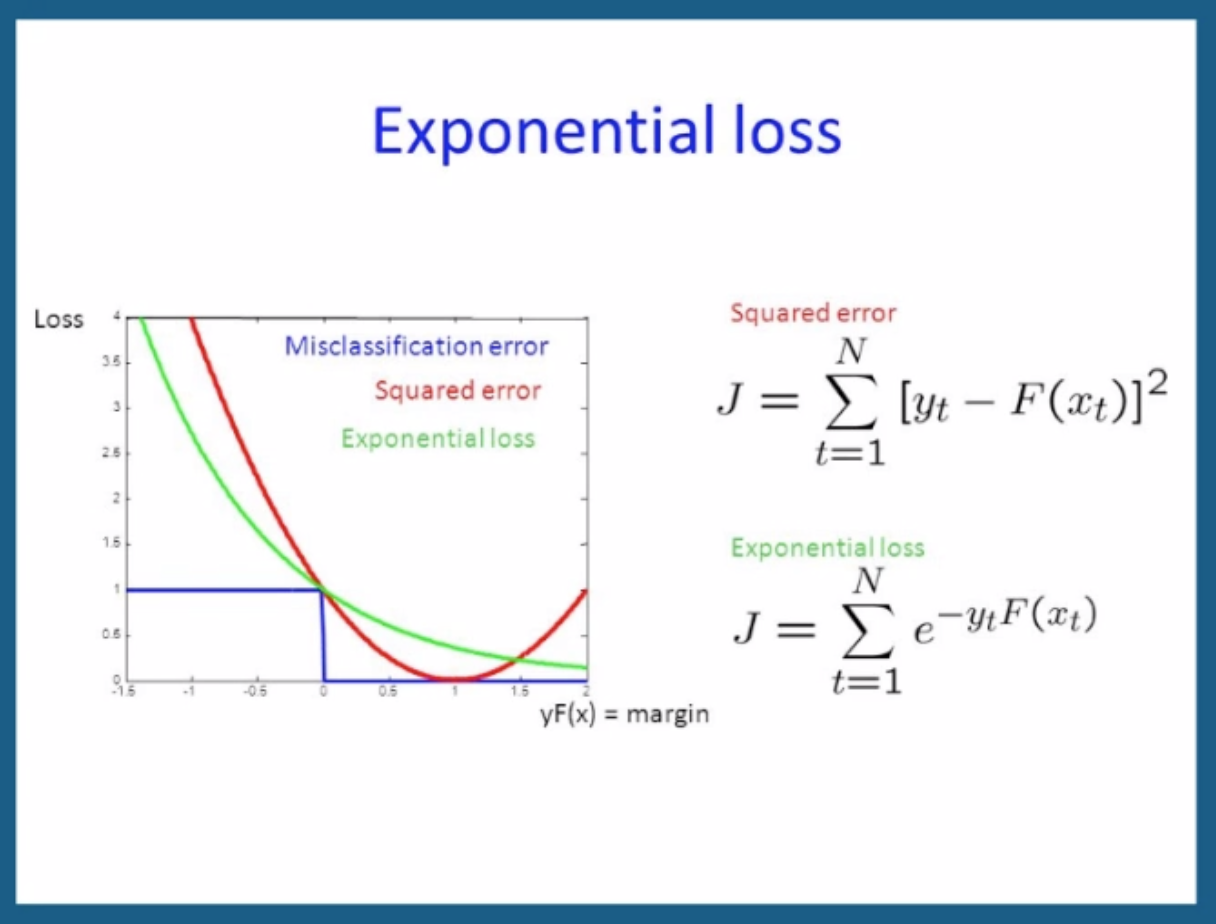 Exponential loss
Loss
4
3.5
3
2.5
2
1.5
1
0.5
0
Misclassification error
Squared error
Exponential loss
-1.5 -1 -0.5 0 0.5 1 1.5 2
yF(x) = margin
Squared error
J = \sum_{t=1}^{N} [y_t - F(x_t)]^2
Exponential loss
J = \sum_{t=1}^{N} e^{-y_t F(x_t)}